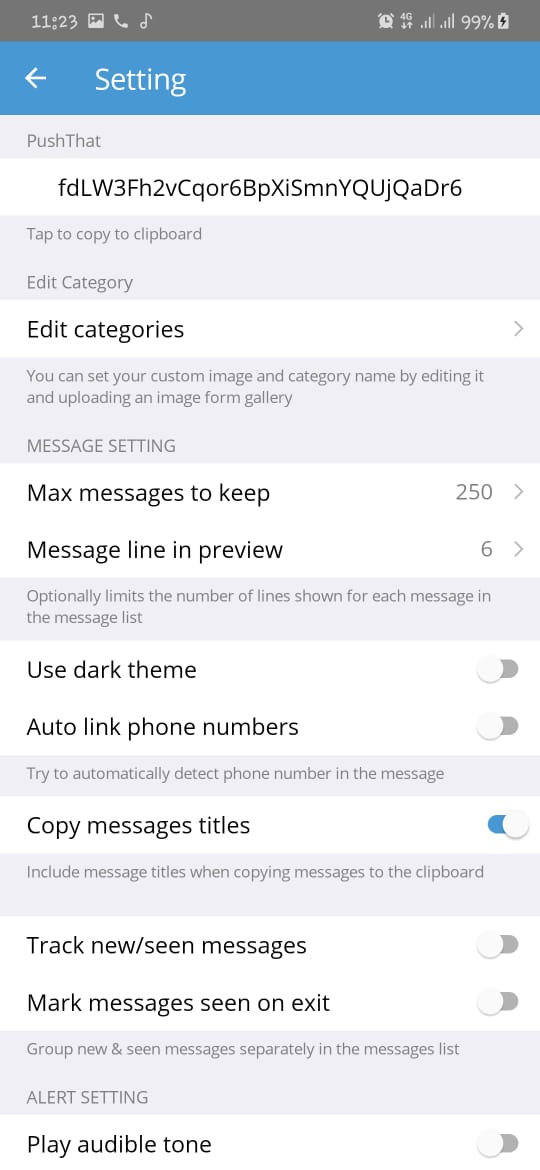 11:23
4G
99%
Setting
PushThat
fdLW3Fh2vCqor6BpXiSmnYQUjQaDr6
Tap to copy to clipboard
Edit Category
Edit categories
You can set your custom image and category name by editing it
and uploading an image form gallery
MESSAGE SETTING
Max messages to keep 250
Message line in preview 6
Optionally limits the number of lines shown for each message in
the message list
Use dark theme
Auto link phone numbers
Try to automatically detect phone number in the message
Copy messages titles
Include message titles when copying messages to the clipboard
Track new/seen messages
Mark messages seen on exit
Group new & seen messages separately in the messages list
ALERT SETTING
Play audible tone